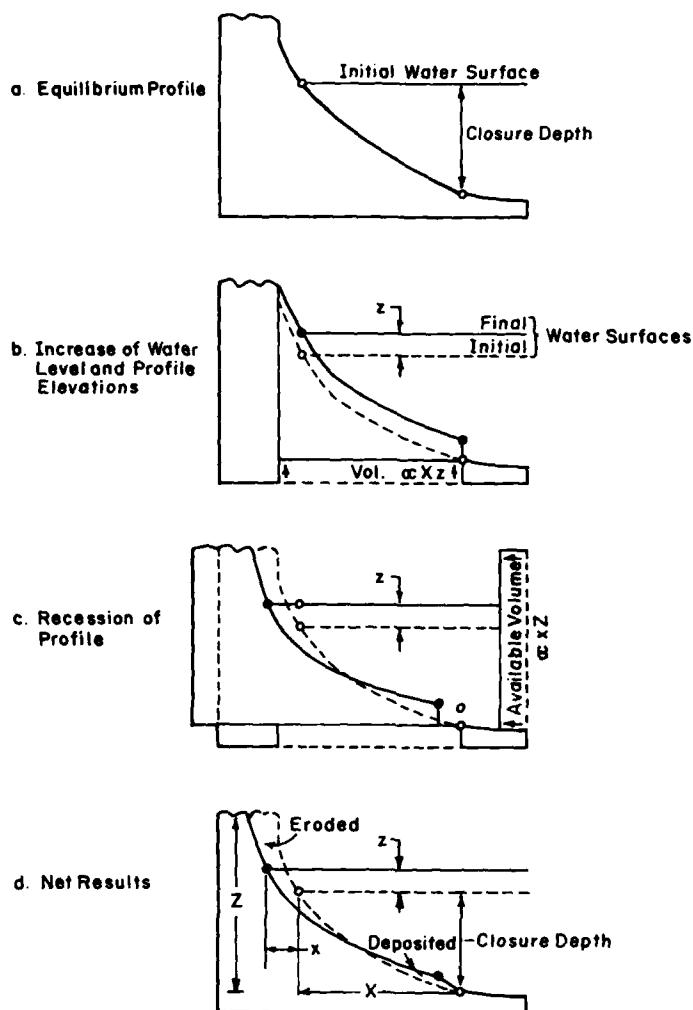 a. Equilibrium Profile
Initial Water Surface
Closure Depth
b. Increase of Water
Level and Profile
Elevations
z
Final
Initial
Water Surfaces
Vol. ∝ X z
c. Recession of
Profile
z
Available Volume
∝ x Z
d. Net Results
Eroded
z
Z
x
Deposited
Closure Depth
X